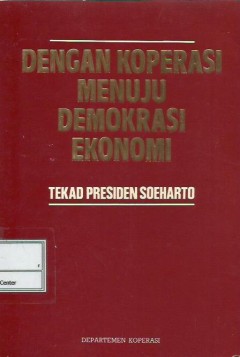 DENGAN KOPERASI
MENUJU
DEMOKRASI
EKONOMI
TEKAD PRESIDEN SOEHARTO
Center
DEPARTEMEN KOPERASI